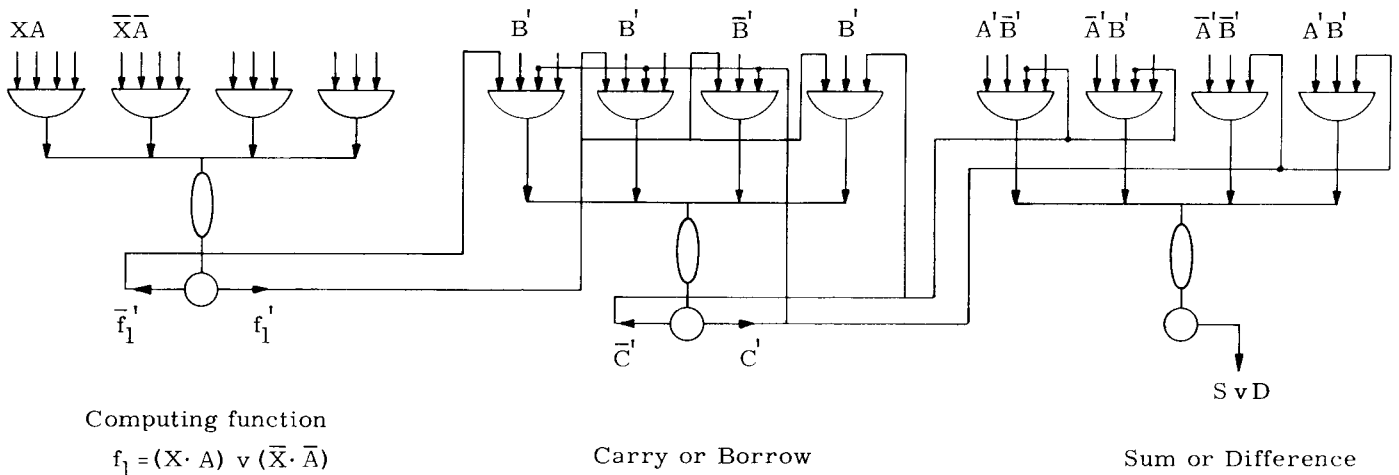 XA X̅A̅ B' B' B̅' B' A'B̅' A̅'B' A̅'B̅' A'B'
f̅₁' f₁' C̅' C'
S v D
Computing function
f₁ = (X · A) v (X̅ · A̅) Carry or Borrow Sum or Difference